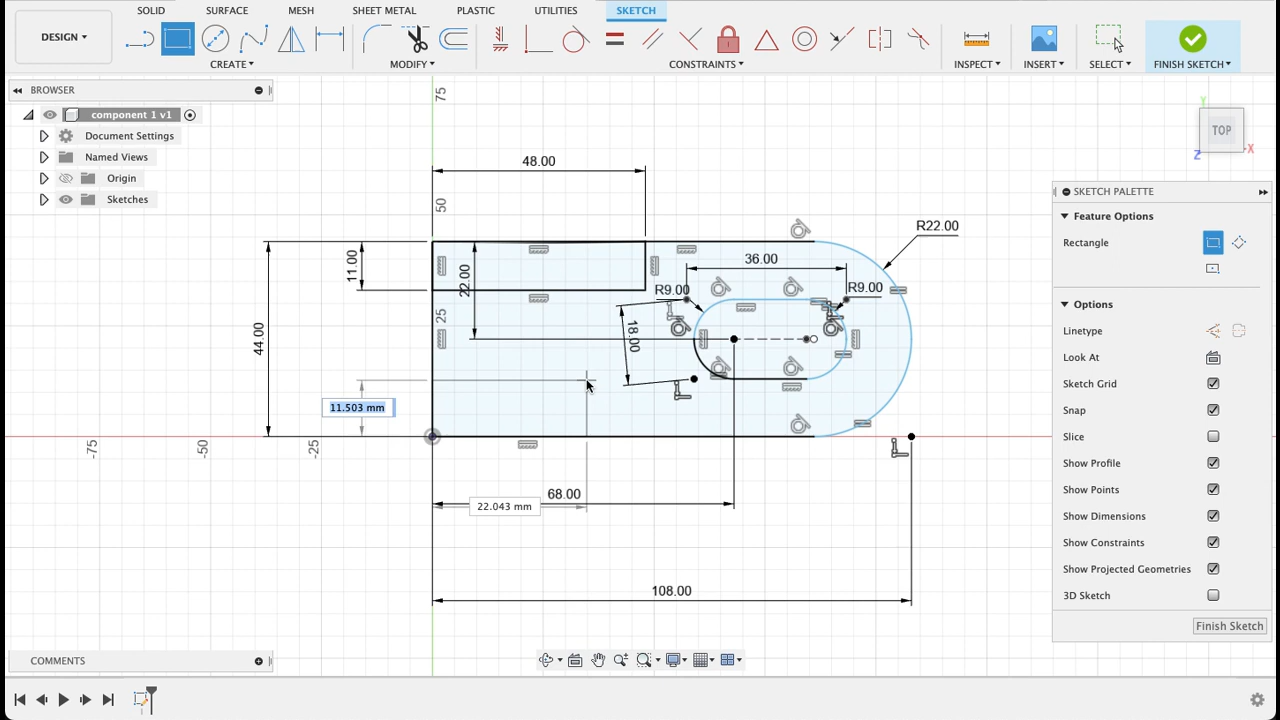 SOLID SURFACE MESH SHEET METAL PLASTIC UTILITIES SKETCH
DESIGN
CREATE MODIFY CONSTRAINTS INSPECT INSERT SELECT FINISH SKETCH
BROWSER
component 1 v1
Document Settings
Named Views
Origin
Sketches
75
50
25
-75
-50
-25
48.00
R22.00
11.00
22.00
36.00
R9.00
R9.00
44.00
18.00
11.503 mm
68.00
22.043 mm
108.00
TOP
Y
X
Z
SKETCH PALETTE
Feature Options
Rectangle
Options
Linetype
Look At
Sketch Grid
Snap
Slice
Show Profile
Show Points
Show Dimensions
Show Constraints
Show Projected Geometries
3D Sketch
Finish Sketch
COMMENTS